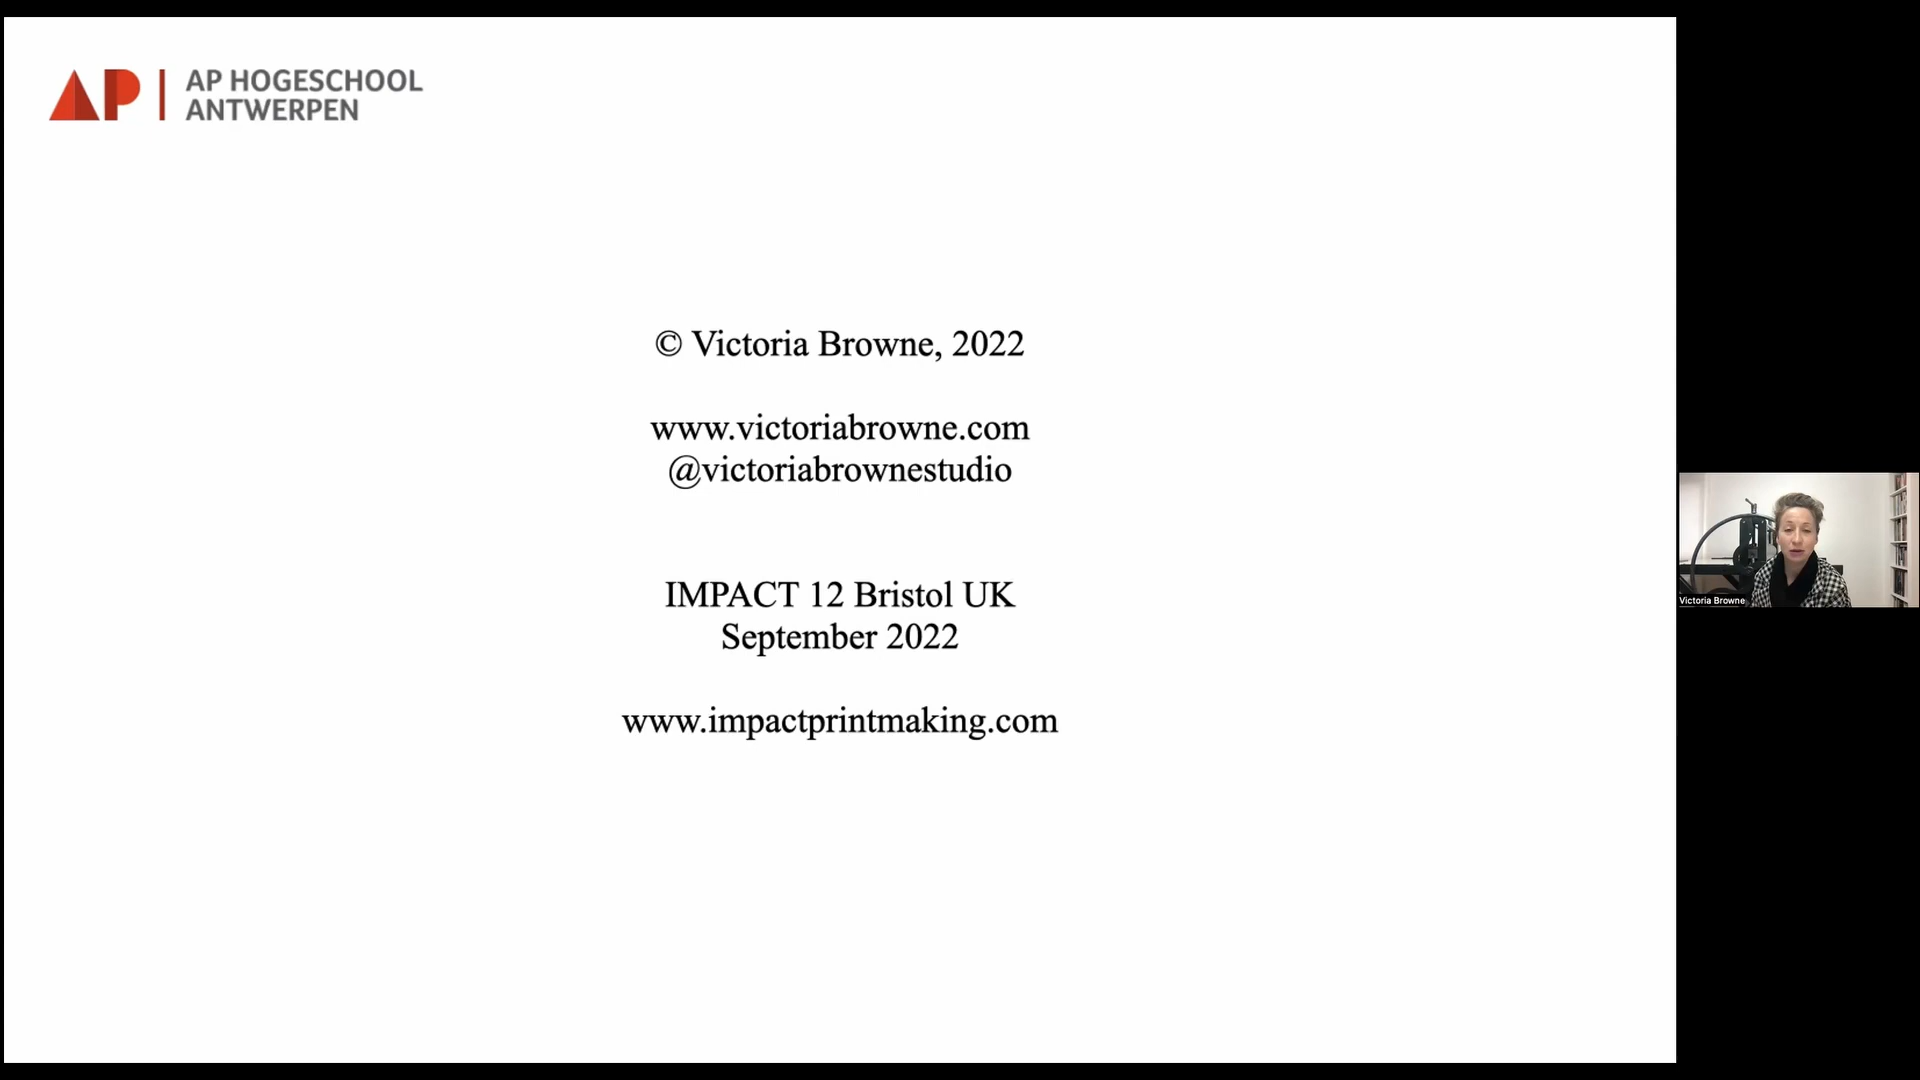 AP | AP HOGESCHOOL
ANTWERPEN
© Victoria Browne, 2022
www.victoriabrowne.com
@victoriabrownestudio
IMPACT 12 Bristol UK
September 2022
www.impactprintmaking.com
Victoria Browne